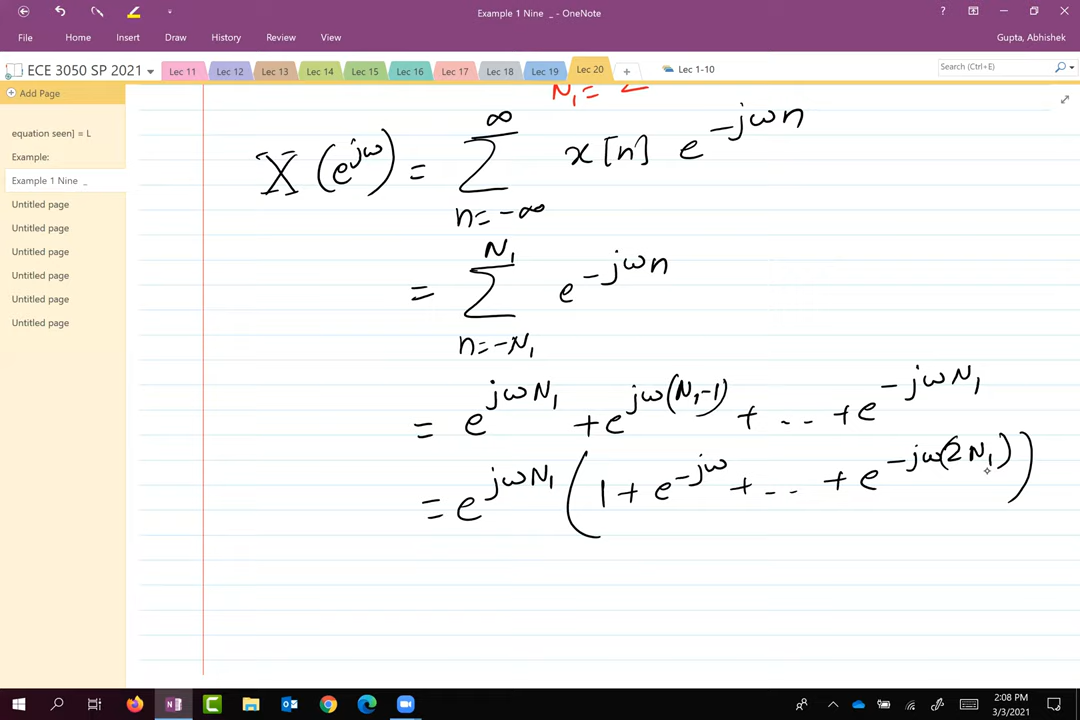 Example 1 Nine _ - OneNote
File Home Insert Draw History Review View Gupta, Abhishek
ECE 3050 SP 2021 Lec 11 Lec 12 Lec 13 Lec 14 Lec 15 Lec 16 Lec 17 Lec 18 Lec 19 Lec 20 + Lec 1-10 Search (Ctrl+E)
Add Page
equation seen] = L
Example:
Example 1 Nine _
Untitled page
Untitled page
Untitled page
Untitled page
Untitled page
Untitled page
N₁ = 2
X(e^{jω}) = ∑_{n=-∞}^{∞} x[n] e^{-jωn}
= ∑_{n=-N₁}^{N₁} e^{-jωn}
= e^{jωN₁} + e^{jω(N₁-1)} + ... + e^{-jωN₁}
= e^{jωN₁} (1 + e^{-jω} + ... + e^{-jω(2N₁)})
2:08 PM
3/3/2021